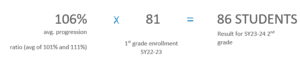 106% x 81 = 86 STUDENTS
avg. progression
ratio (avg of 101% and 111%)
1st grade enrollment
SY22-23
Result for SY23-24 2nd
grade